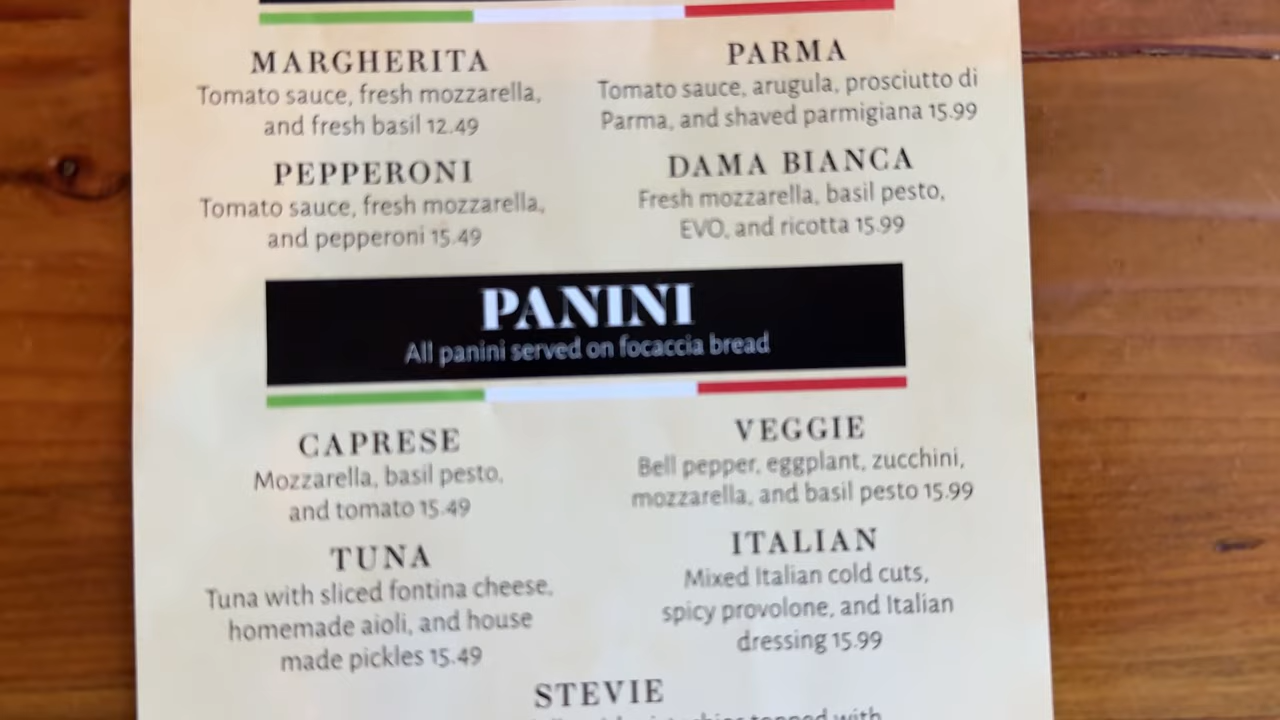 MARGHERITA
Tomato sauce, fresh mozzarella,
and fresh basil 12.49
PARMA
Tomato sauce, arugula, prosciutto di
Parma, and shaved parmigiana 15.99
PEPPERONI
Tomato sauce, fresh mozzarella,
and pepperoni 15.49
DAMA BIANCA
Fresh mozzarella, basil pesto,
EVO, and ricotta 15.99
PANINI
All panini served on focaccia bread
CAPRESE
Mozzarella, basil pesto,
and tomato 15.49
VEGGIE
Bell pepper, eggplant, zucchini,
mozzarella, and basil pesto 15.99
TUNA
Tuna with sliced fontina cheese,
homemade aioli, and house
made pickles 15.49
ITALIAN
Mixed Italian cold cuts,
spicy provolone, and Italian
dressing 15.99
STEVIE
topped with